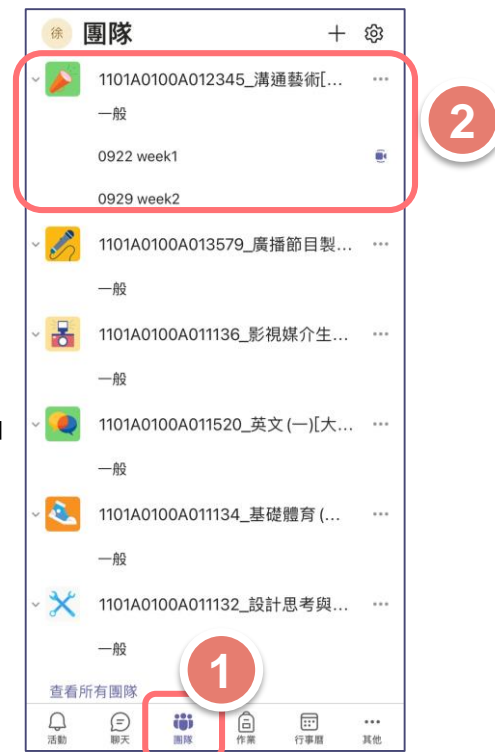 徐 團隊
1101A0100A012345_溝通藝術[...
一般
0922 week1
0929 week2
2
1101A0100A013579_廣播節目製...
一般
1101A0100A011136_影視媒介生...
一般
1101A0100A011520_英文(一)[大...
一般
1101A0100A011134_基礎體育(...
一般
1101A0100A011132_設計思考與...
一般
1
查看所有團隊
活動 聊天 團隊 作業 行事曆 其他